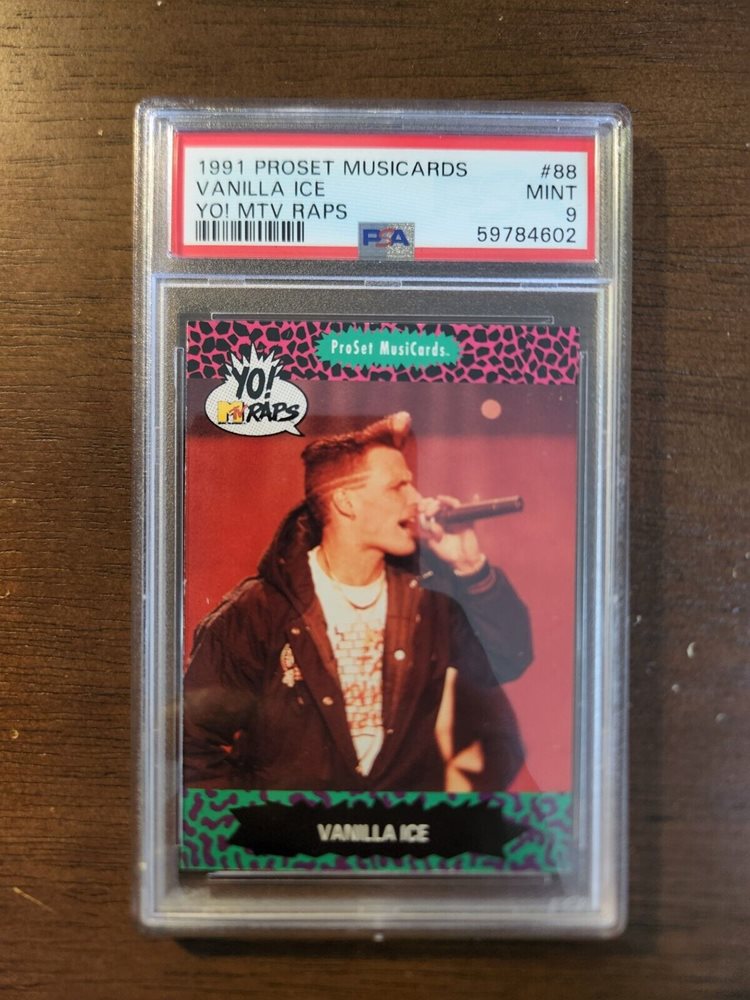 1991 PROSET MUSICARDS #88
VANILLA ICE MINT
YO! MTV RAPS 9
PSA 59784602
ProSet MusiCards™
YO!
MTV RAPS
VANILLA ICE